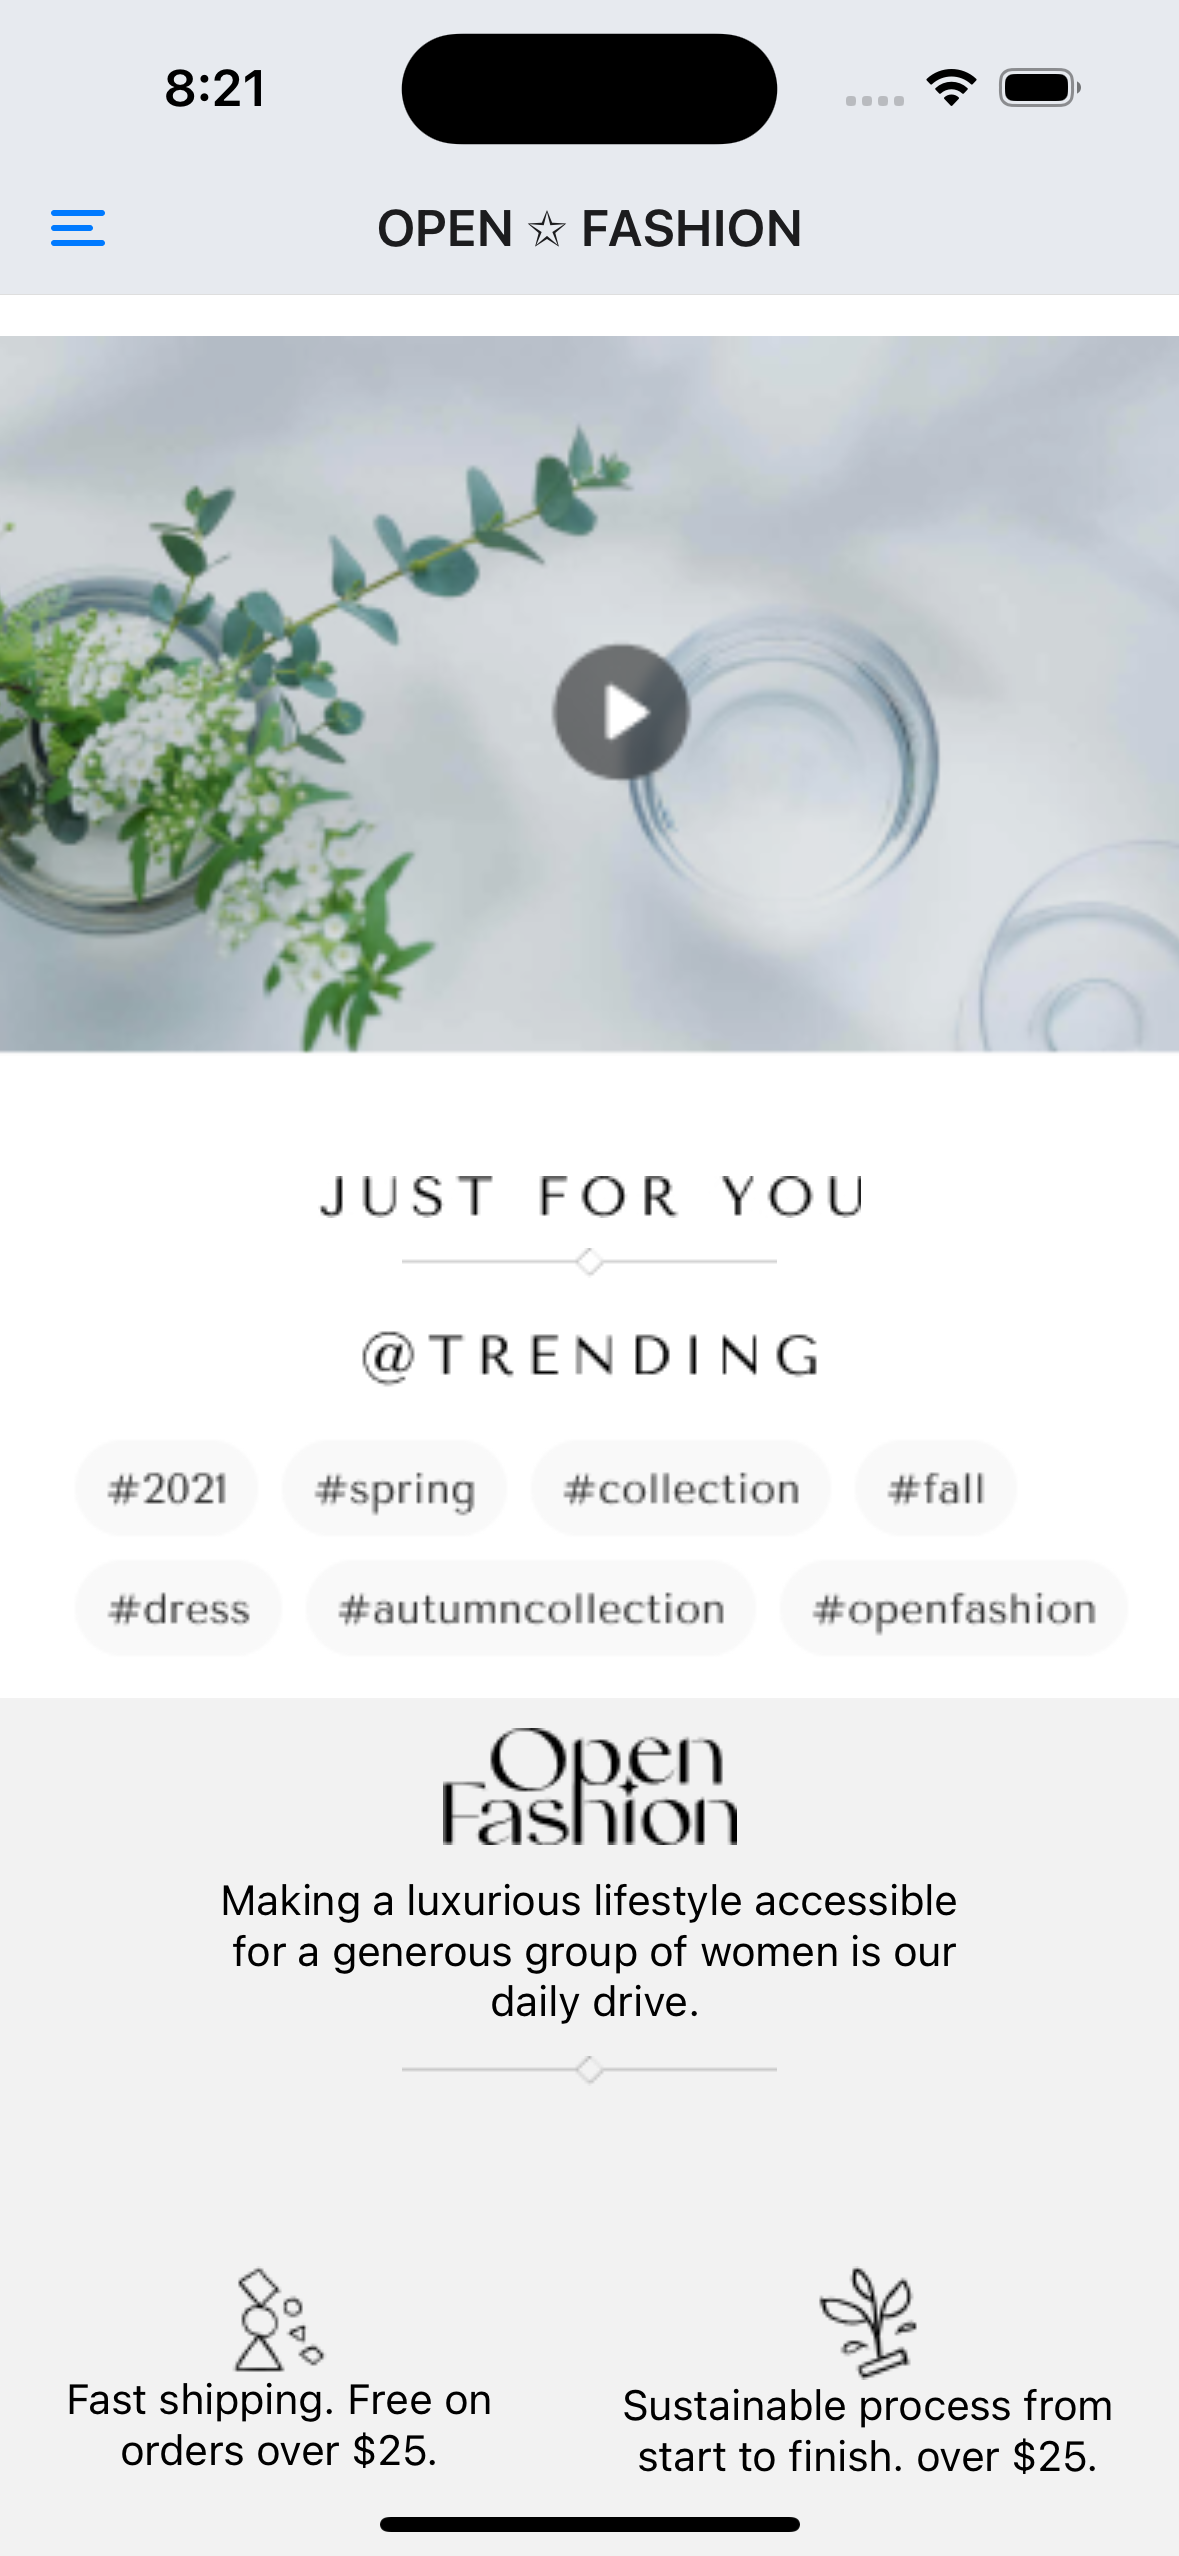 8:21
OPEN ☆ FASHION
JUST FOR YOU
@TRENDING
#2021 #spring #collection #fall
#dress #autumncollection #openfashion
Open
Fashion
Making a luxurious lifestyle accessible
for a generous group of women is our
daily drive.
Fast shipping. Free on
orders over $25.
Sustainable process from
start to finish. over $25.